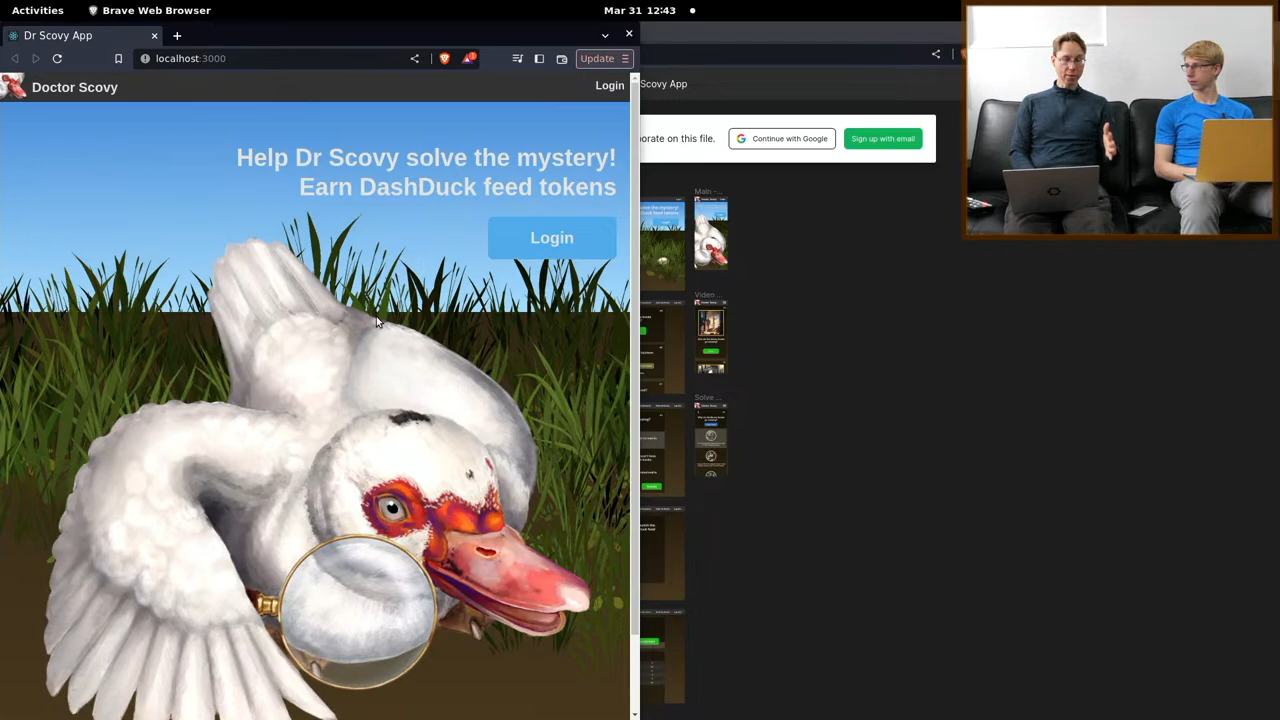 Activities
Brave Web Browser
Mar 31 12:43
Dr Scovy App
localhost:3000
1
Update
Doctor Scovy
Login
Help Dr Scovy solve the mystery!
Earn DashDuck feed tokens
Login
Scovy App
orate on this file.
Continue with Google
Sign up with email
Main -...
Video ...
Solve ...